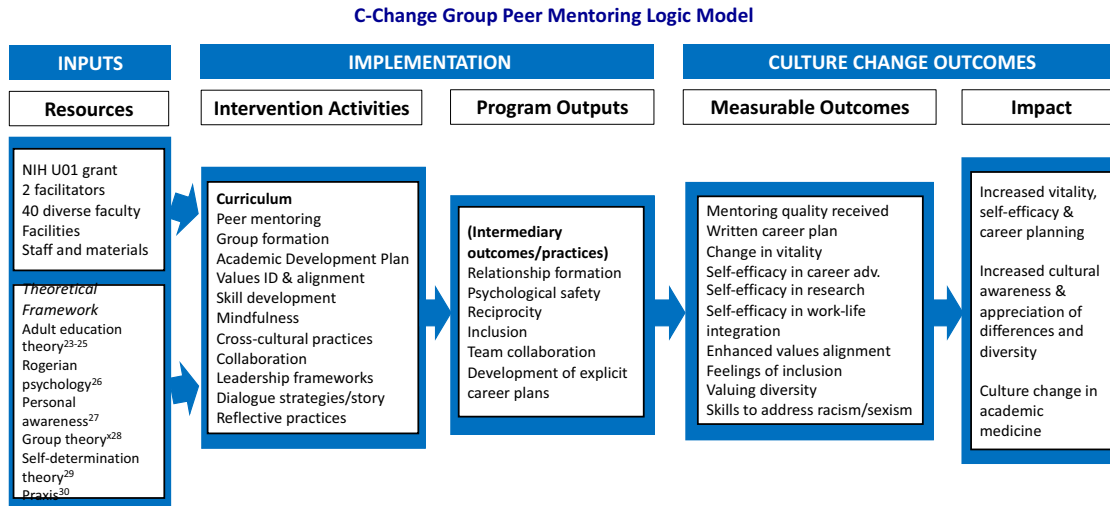 C-Change Group Peer Mentoring Logic Model
INPUTS
IMPLEMENTATION
CULTURE CHANGE OUTCOMES
Resources
Intervention Activities
Program Outputs
Measurable Outcomes
Impact
NIH U01 grant
2 facilitators
40 diverse faculty
Facilities
Staff and materials
Theoretical
Framework
Adult education
theory23-25
Rogerian
psychology26
Personal
awareness27
Group theoryx28
Self-determination
theory29
Praxis30
Curriculum
Peer mentoring
Group formation
Academic Development Plan
Values ID & alignment
Skill development
Mindfulness
Cross-cultural practices
Collaboration
Leadership frameworks
Dialogue strategies/story
Reflective practices
(Intermediary
outcomes/practices)
Relationship formation
Psychological safety
Reciprocity
Inclusion
Team collaboration
Development of explicit
career plans
Mentoring quality received
Written career plan
Change in vitality
Self-efficacy in career adv.
Self-efficacy in research
Self-efficacy in work-life
integration
Enhanced values alignment
Feelings of inclusion
Valuing diversity
Skills to address racism/sexism
Increased vitality,
self-efficacy &
career planning
Increased cultural
awareness &
appreciation of
differences and
diversity
Culture change in
academic
medicine